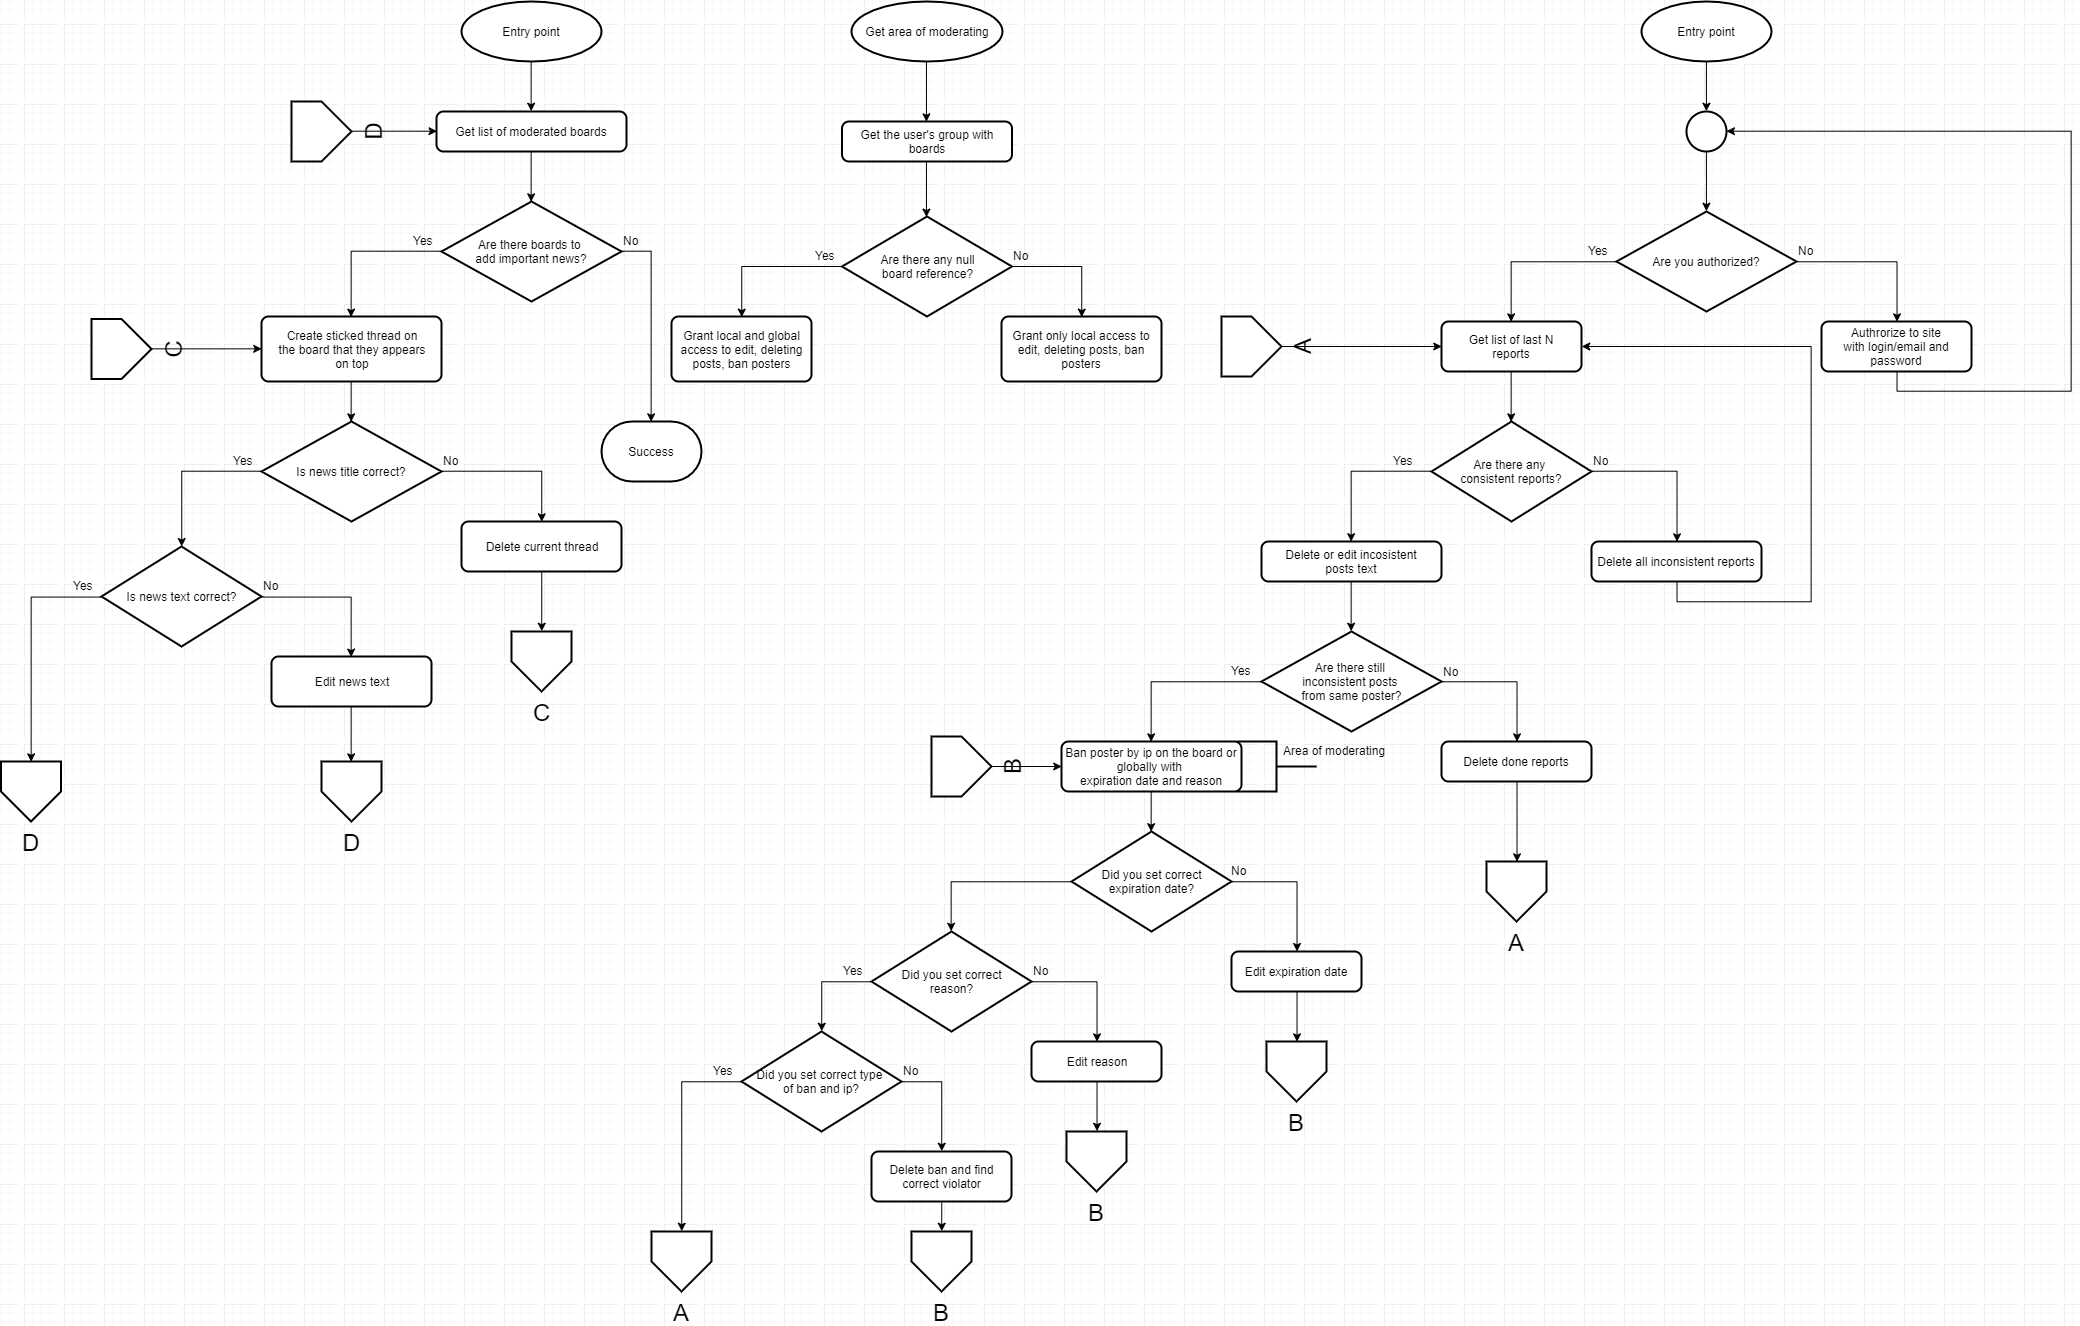 Entry point
Get area of moderating
Entry point
D
Get list of moderated boards
Get the user's group with
boards
Are there boards to
add important news?
Yes
No
Are there any null
board reference?
Yes
No
Are you authorized?
Yes
No
C
Create sticked thread on
the board that they appears
on top
Grant local and global
access to edit, deleting
posts, ban posters
Grant only local access to
edit, deleting posts, ban
posters
A
Get list of last N
reports
Authrorize to site
with login/email and
password
Success
Is news title correct?
Yes
No
Are there any
consistent reports?
Yes
No
Delete current thread
Delete or edit incosistent
posts text
Delete all inconsistent reports
Is news text correct?
Yes
No
Edit news text
C
Are there still
inconsistent posts
from same poster?
Yes
No
B
Ban poster by ip on the board or
globally with
expiration date and reason
Area of moderating
Delete done reports
D
D
Did you set correct
expiration date?
No
A
Did you set correct
reason?
Yes
No
Edit expiration date
Did you set correct type
of ban and ip?
Yes
No
Edit reason
B
Delete ban and find
correct violator
B
A
B